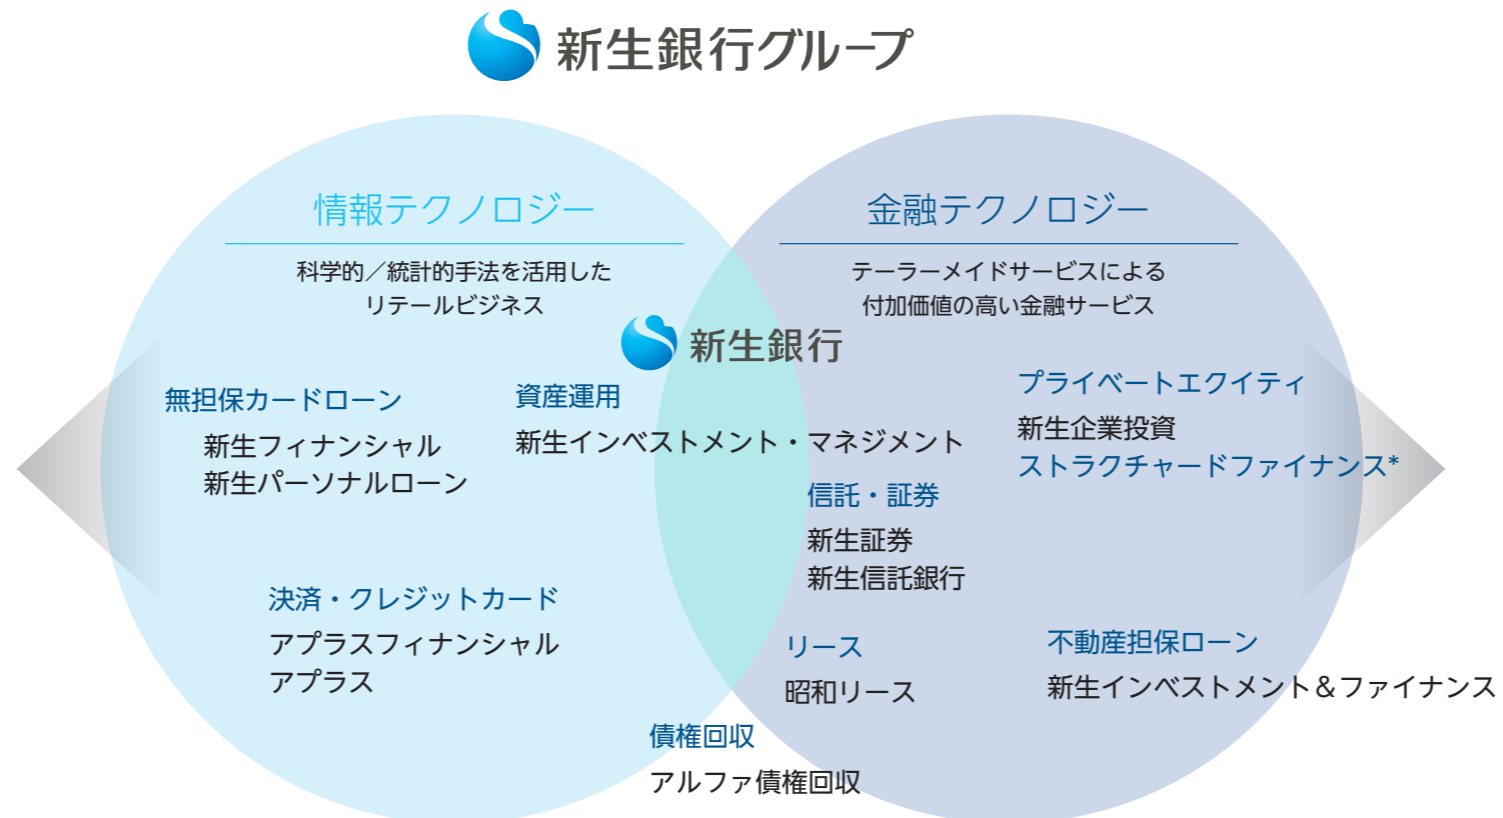 新生銀行グループ
情報テクノロジー
科学的／統計的手法を活用した
リテールビジネス
金融テクノロジー
テーラーメイドサービスによる
付加価値の高い金融サービス
新生銀行
無担保カードローン
新生フィナンシャル
新生パーソナルローン
資産運用
新生インベストメント・マネジメント
プライベートエクイティ
新生企業投資
ストラクチャードファイナンス*
信託・証券
新生証券
新生信託銀行
決済・クレジットカード
アプラスフィナンシャル
アプラス
リース
昭和リース
不動産担保ローン
新生インベストメント＆ファイナンス
債権回収
アルファ債権回収